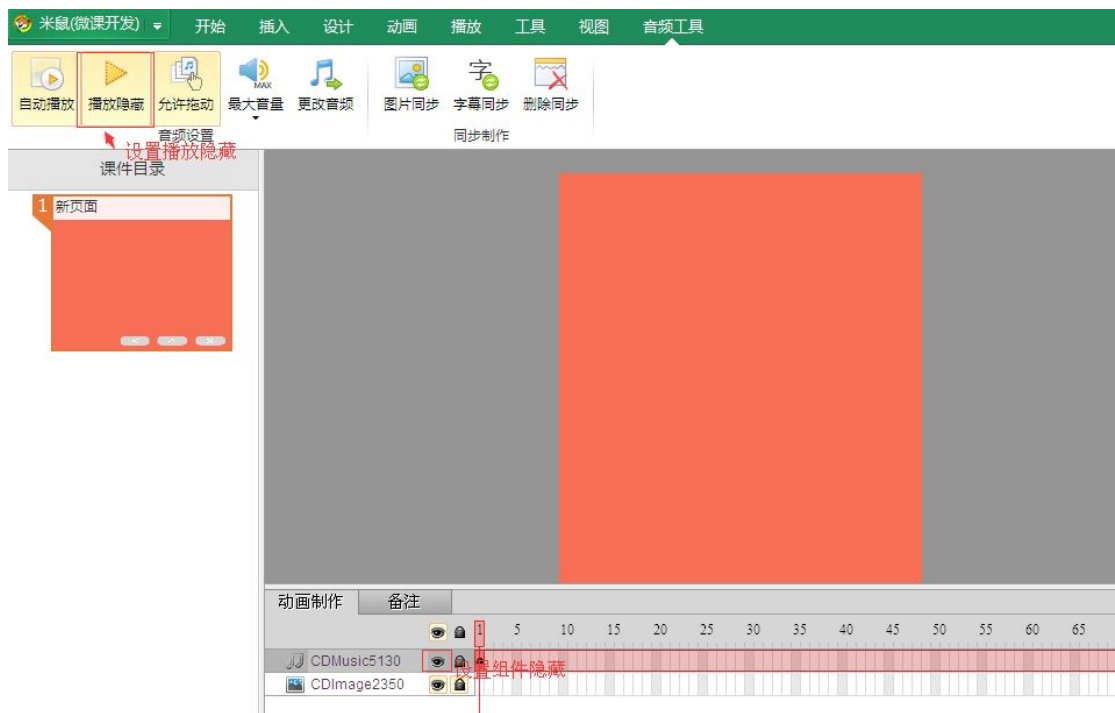 米鼠(微课开发)
开始 插入 设计 动画 播放 工具 视图 音频工具
MAX
自动播放 播放隐藏 允许拖动 最大音量 更改音频
字
图片同步 字幕同步 删除同步
音频设置
同步制作
设置播放隐藏
课件目录
1 新页面
动画制作 备注
1 5 10 15 20 25 30 35 40 45 50 55 60 65
CDMusic5130
设置组件隐藏
CDImage2350